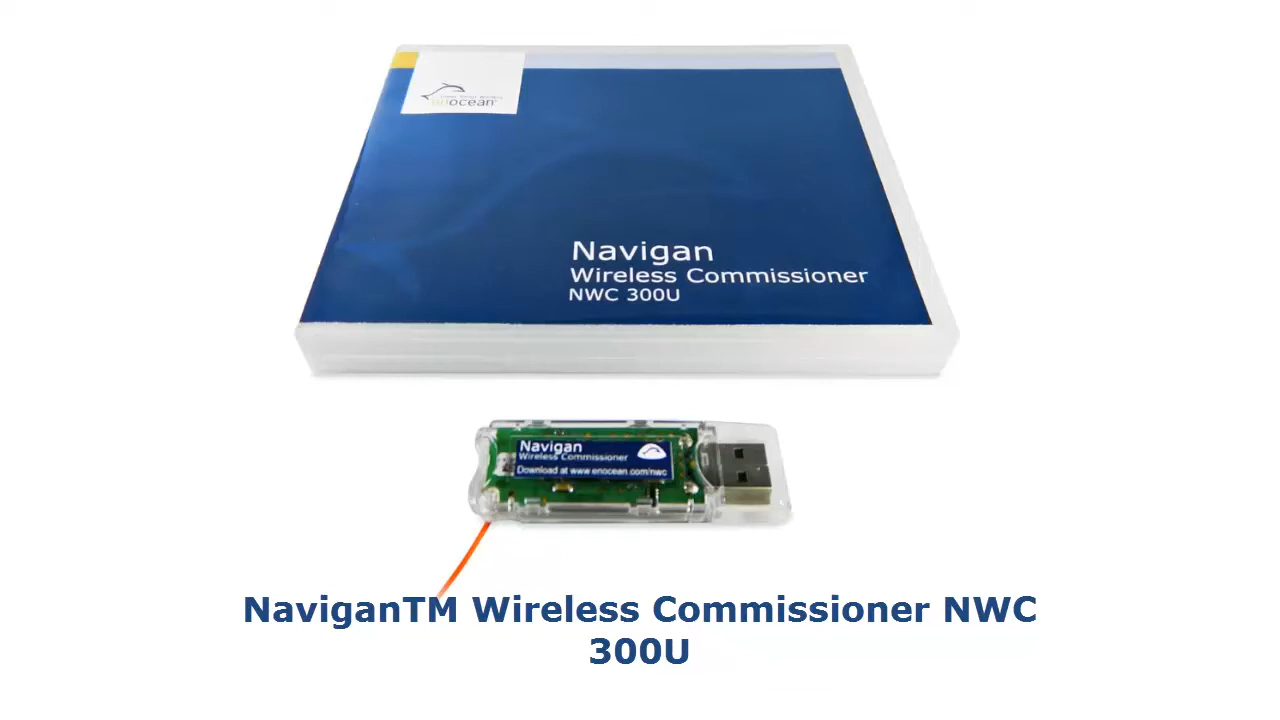 enocean®
Navigan
Wireless Commissioner
NWC 300U
Navigan
Wireless Commissioner
Download at www.enocean.com/nwc
NaviganTM Wireless Commissioner NWC
300U